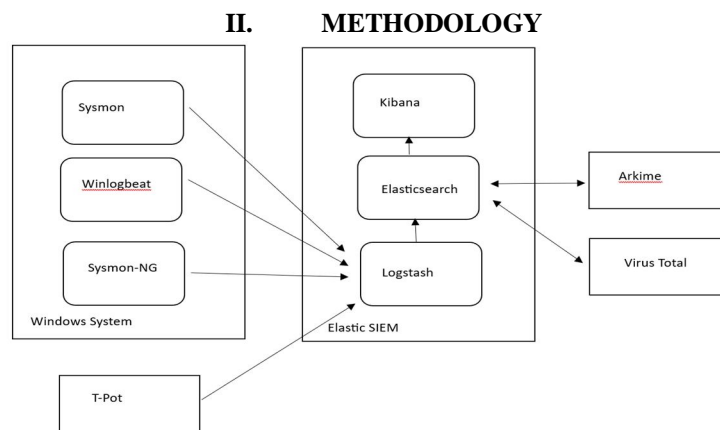 II. METHODOLOGY
Sysmon
Winlogbeat
Sysmon-NG
Windows System
T-Pot
Kibana
Elasticsearch
Logstash
Elastic SIEM
Arkime
Virus Total